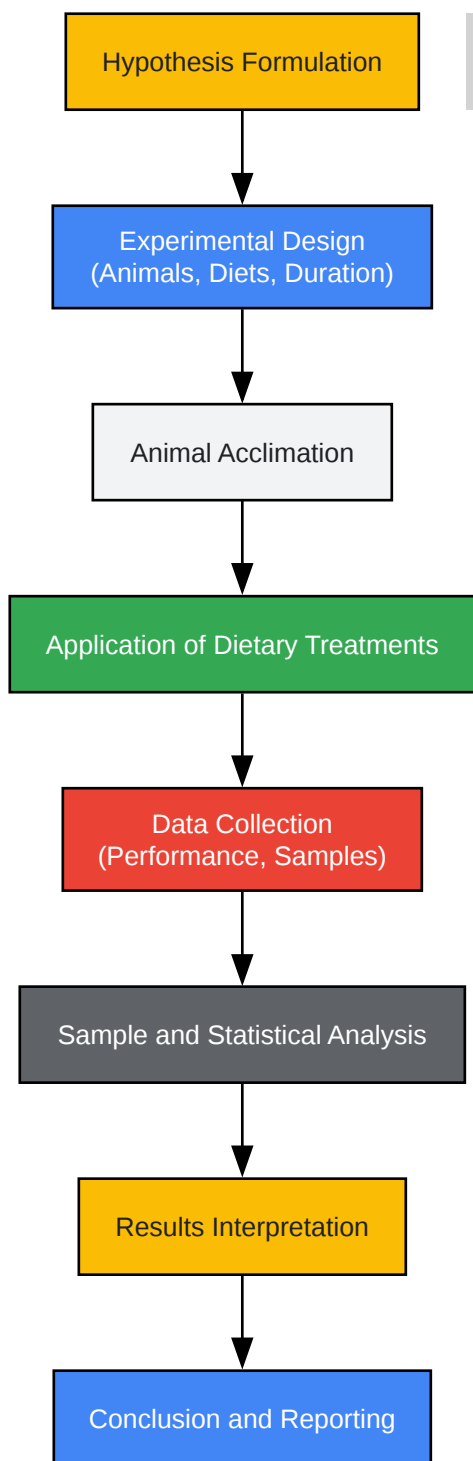 Hypothesis Formulation
Experimental Design
(Animals, Diets, Duration)
Animal Acclimation
Application of Dietary Treatments
Data Collection
(Performance, Samples)
Sample and Statistical Analysis
Results Interpretation
Conclusion and Reporting